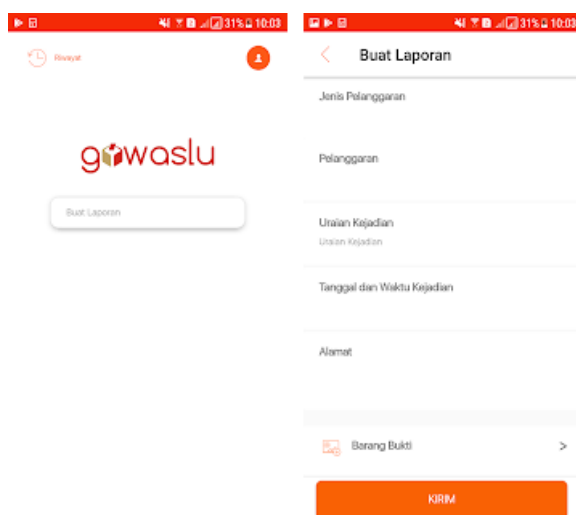 31% 10:03
Riwayat
gowaslu
Buat Laporan
31% 10:03
Buat Laporan
Jenis Pelanggaran
Pelanggaran
Uraian Kejadian
Uraian Kejadian
Tanggal dan Waktu Kejadian
Alamat
Barang Bukti
KIRIM